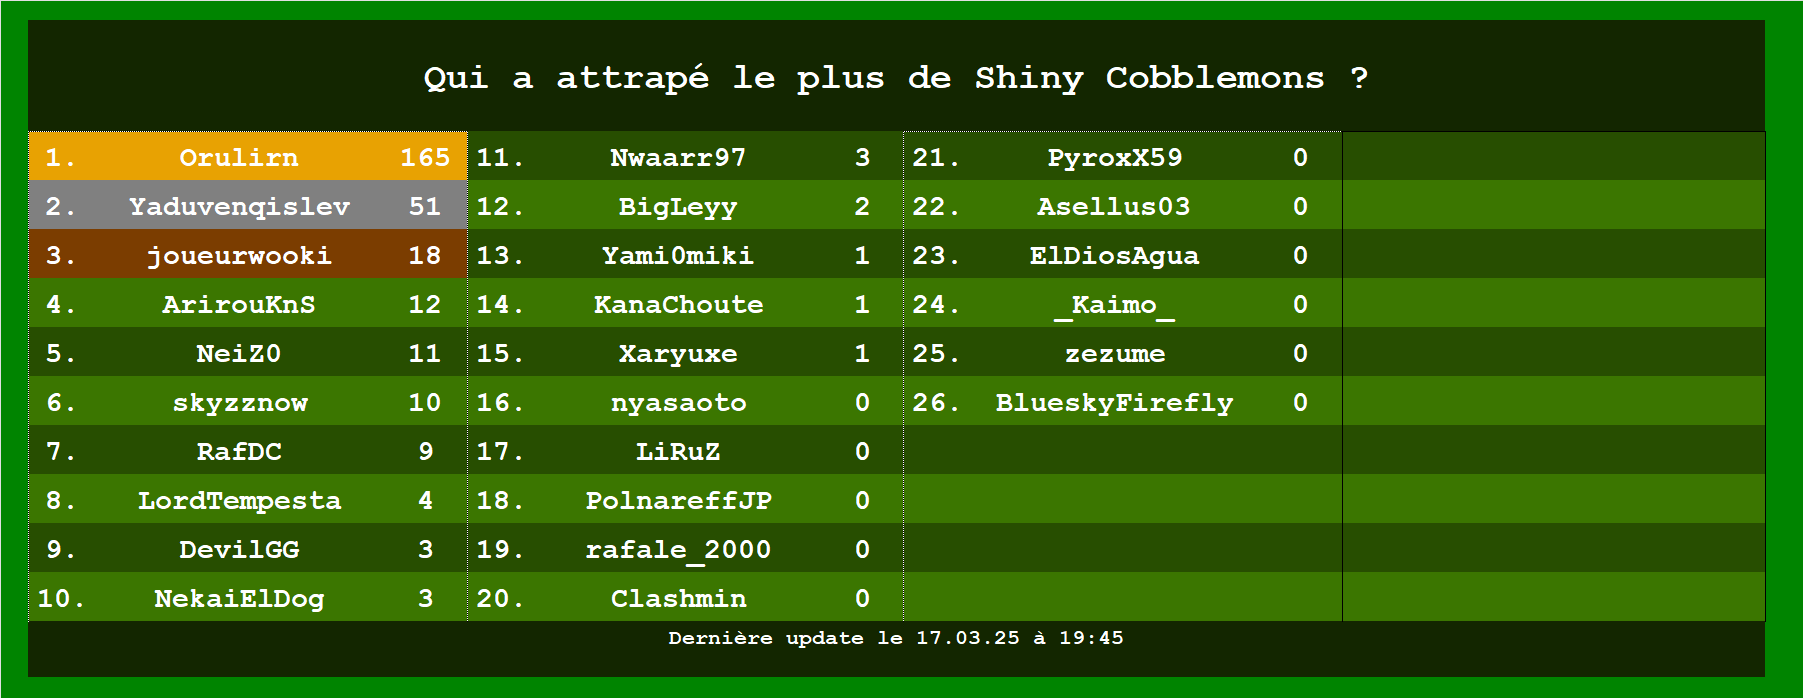 Qui a attrapé le plus de Shiny Cobblemons ?
1. Orulirn 165
2. Yaduvenqislev 51
3. joueurwooki 18
4. ArirouKnS 12
5. NeiZ0 11
6. skyzznow 10
7. RafDC 9
8. LordTempesta 4
9. DevilGG 3
10. NekaiElDog 3
11. Nwaarr97 3
12. BigLeyy 2
13. Yami0miki 1
14. KanaChoute 1
15. Xaryuxe 1
16. nyasaoto 0
17. LiRuZ 0
18. PolnareffJP 0
19. rafale_2000 0
20. Clashmin 0
21. PyroxX59 0
22. Asellus03 0
23. ElDiosAgua 0
24. _Kaimo_ 0
25. zezume 0
26. BlueskyFirefly 0
Dernière update le 17.03.25 à 19:45